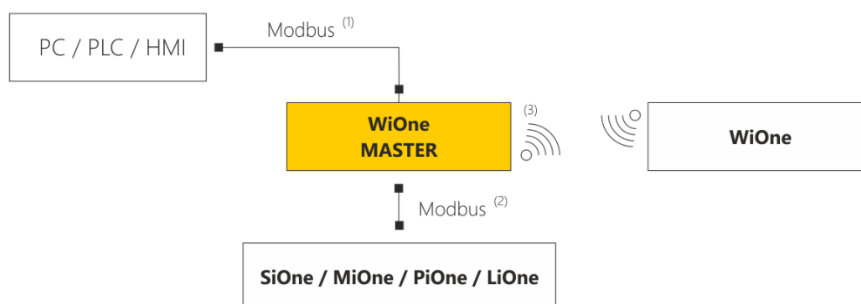 PC / PLC / HMI
Modbus (1)
WiOne
MASTER
(3)
WiOne
Modbus (2)
SiOne / MiOne / PiOne / LiOne